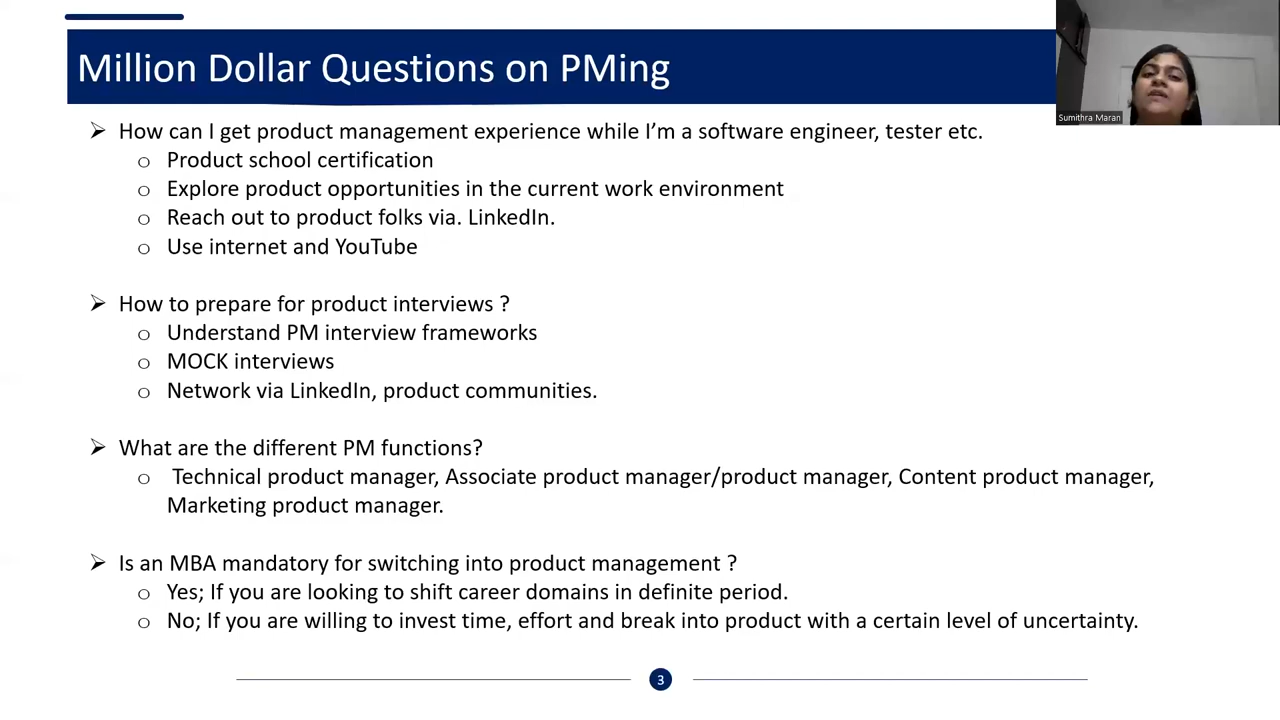 Million Dollar Questions on PMing
Sumithra Maran
How can I get product management experience while I'm a software engineer, tester etc.
Product school certification
Explore product opportunities in the current work environment
Reach out to product folks via. LinkedIn.
Use internet and YouTube
How to prepare for product interviews ?
Understand PM interview frameworks
MOCK interviews
Network via LinkedIn, product communities.
What are the different PM functions?
Technical product manager, Associate product manager/product manager, Content product manager,
Marketing product manager.
Is an MBA mandatory for switching into product management ?
Yes; If you are looking to shift career domains in definite period.
No; If you are willing to invest time, effort and break into product with a certain level of uncertainty.
3